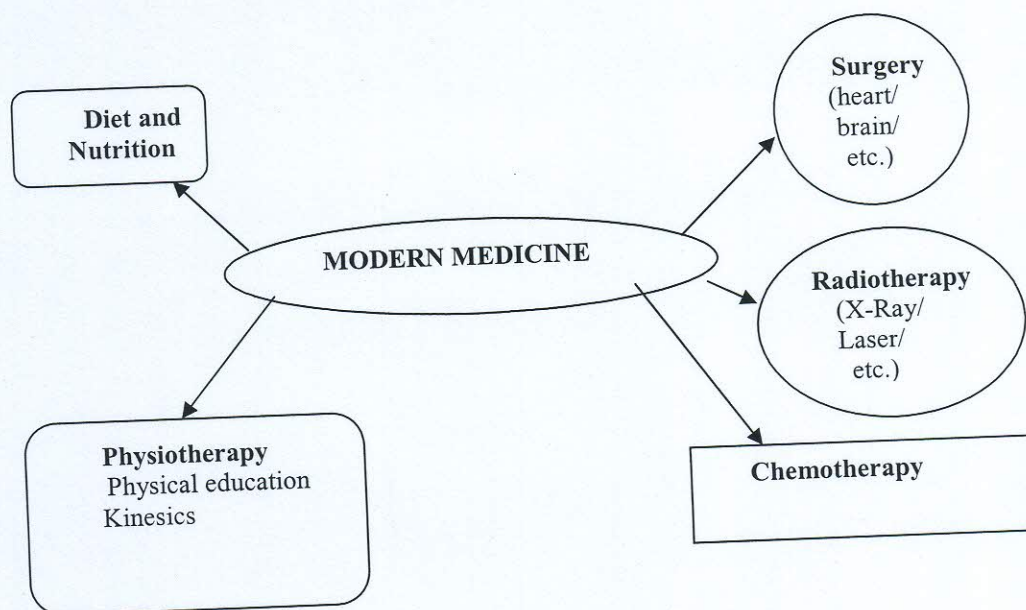 Diet and
Nutrition
Surgery
(heart/
brain/
etc.)
MODERN MEDICINE
Radiotherapy
(X-Ray/
Laser/
etc.)
Physiotherapy
Physical education
Kinesics
Chemotherapy